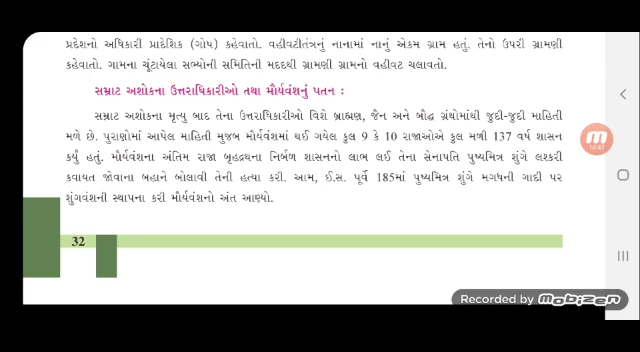 પ્રદેશનો અધિકારી પ્રાદેશિક (ગોપ) કહેવાતો. વહીવટીતંત્રનું નાનામાં નાનું એકમ ગ્રામ હતું. તેનો ઉપરી ગ્રામણી
કહેવાતો. ગામના ચૂંટાયેલા સભ્યોની સમિતિની મદદથી ગ્રામણી ગ્રામનો વહીવટ ચલાવતો.
સમ્રાટ અશોકના ઉત્તરાધિકારીઓ તથા મૌર્યવંશનું પતન :
સમ્રાટ અશોકના મૃત્યુ બાદ તેના ઉત્તરાધિકારીઓ વિશે બ્રાહ્મણ, જૈન અને બૌદ્ધ ગ્રંથોમાંથી જુદી-જુદી માહિતી
મળે છે. પુરાણોમાં આપેલ માહિતી મુજબ મૌર્યવંશમાં થઈ ગયેલ કુલ 9 કે 10 રાજાઓએ કુલ મળી 137 વર્ષ શાસન
કર્યું હતું. મૌર્યવંશના અંતિમ રાજા બૃહદ્રથના નિર્બળ શાસનનો લાભ લઈ તેના સેનાપતિ પુષ્યમિત્ર શુંગે લશ્કરી
કવાયત જોવાના બહાને બોલાવી તેની હત્યા કરી. આમ, ઈ.સ. પૂર્વે 185માં પુષ્યમિત્ર શુંગે મગધની ગાદી પર
શુંગવંશની સ્થાપના કરી મૌર્યવંશનો અંત આણ્યો.
32
14:47
Recorded by mobizen